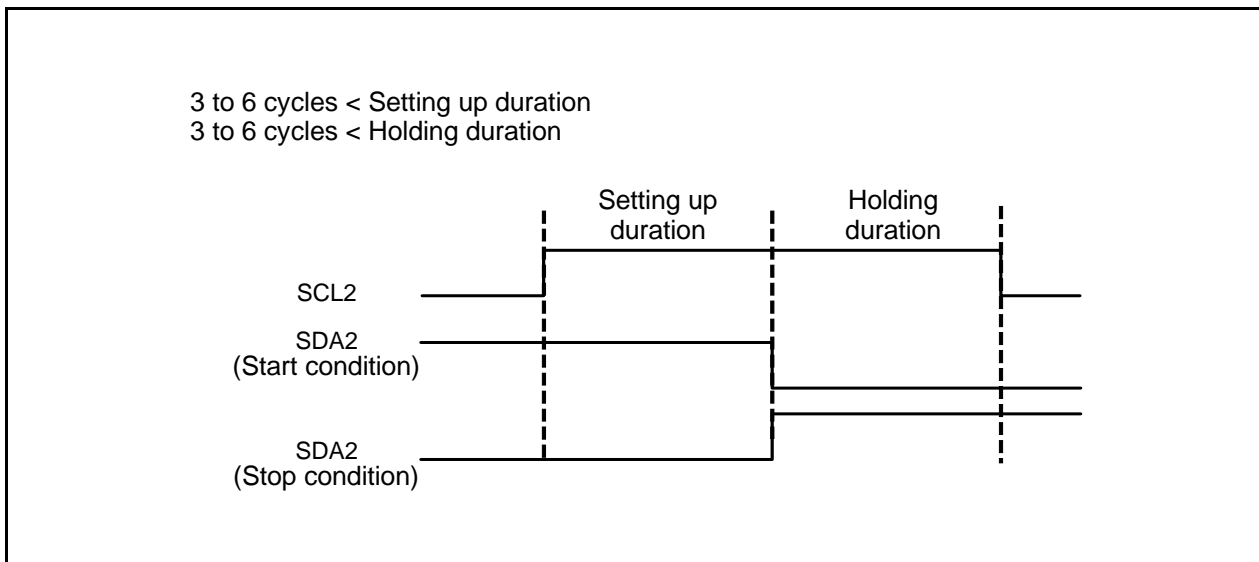 3 to 6 cycles < Setting up duration
3 to 6 cycles < Holding duration
Setting up
duration
Holding
duration
SCL2
SDA2
(Start condition)
SDA2
(Stop condition)